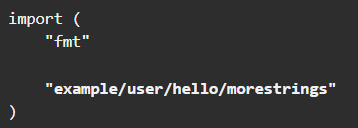 import (
    "fmt"

    "example/user/hello/morestrings"
)